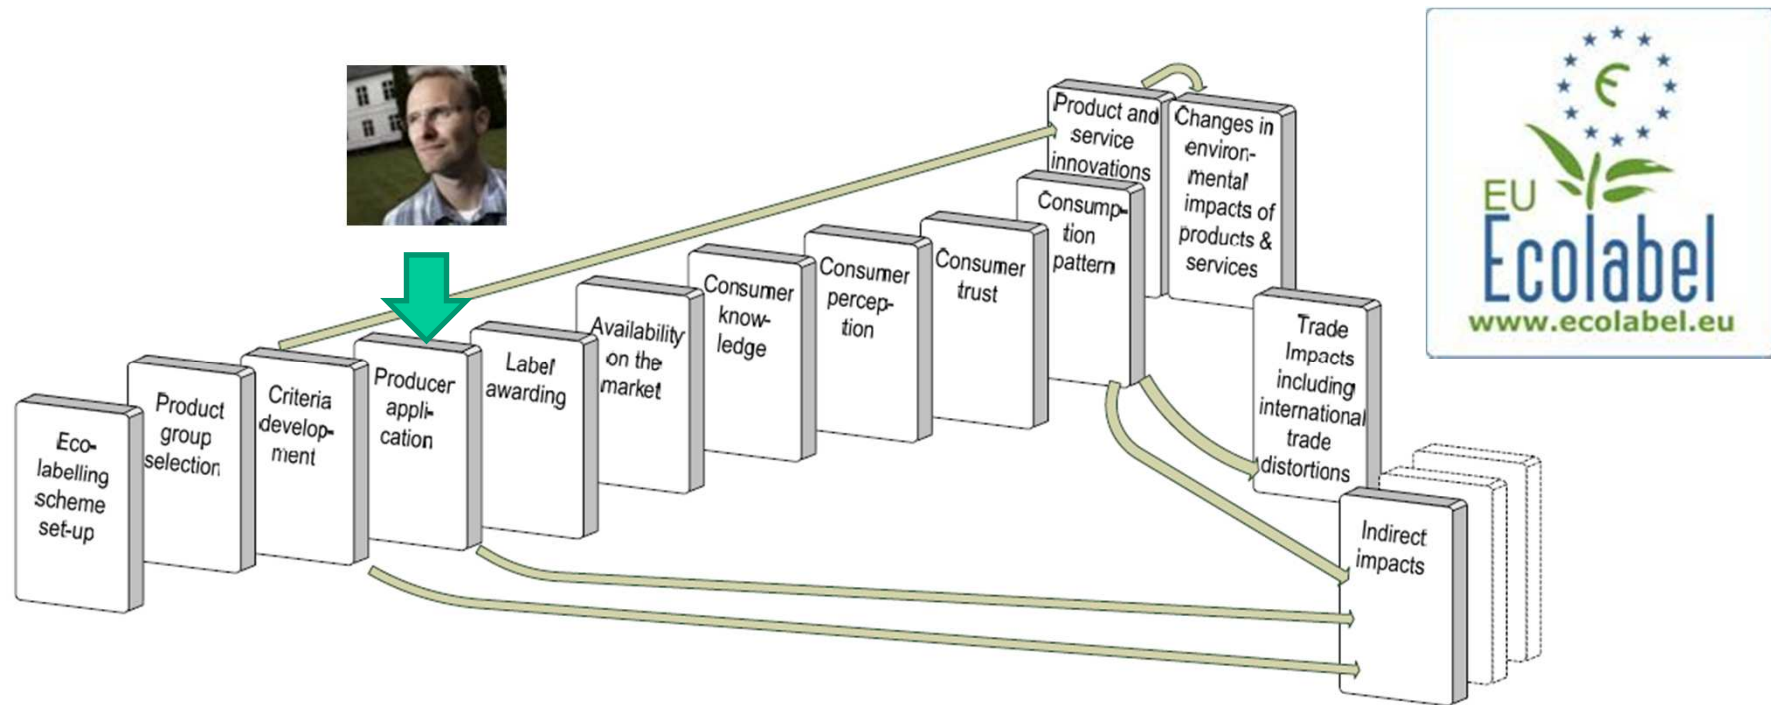 Eco-
labelling
scheme
set-up
Product
group
selection
Criteria
develop-
ment
Producer
appli-
cation
Label
awarding
Availability
on the
market
Consumer
know-
ledge
Consumer
percep-
tion
Consumer
trust
Consump-
tion
pattern
Product and
service
innovations
Changes in
environ-
mental
impacts of
products &
services
Trade
Impacts
including
international
trade
distortions
Indirect
impacts
€
EU
Ecolabel
www.ecolabel.eu